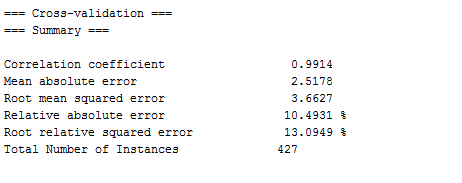 === Cross-validation ===
=== Summary ===
Correlation coefficient 0.9914
Mean absolute error 2.5178
Root mean squared error 3.6627
Relative absolute error 10.4931 %
Root relative squared error 13.0949 %
Total Number of Instances 427